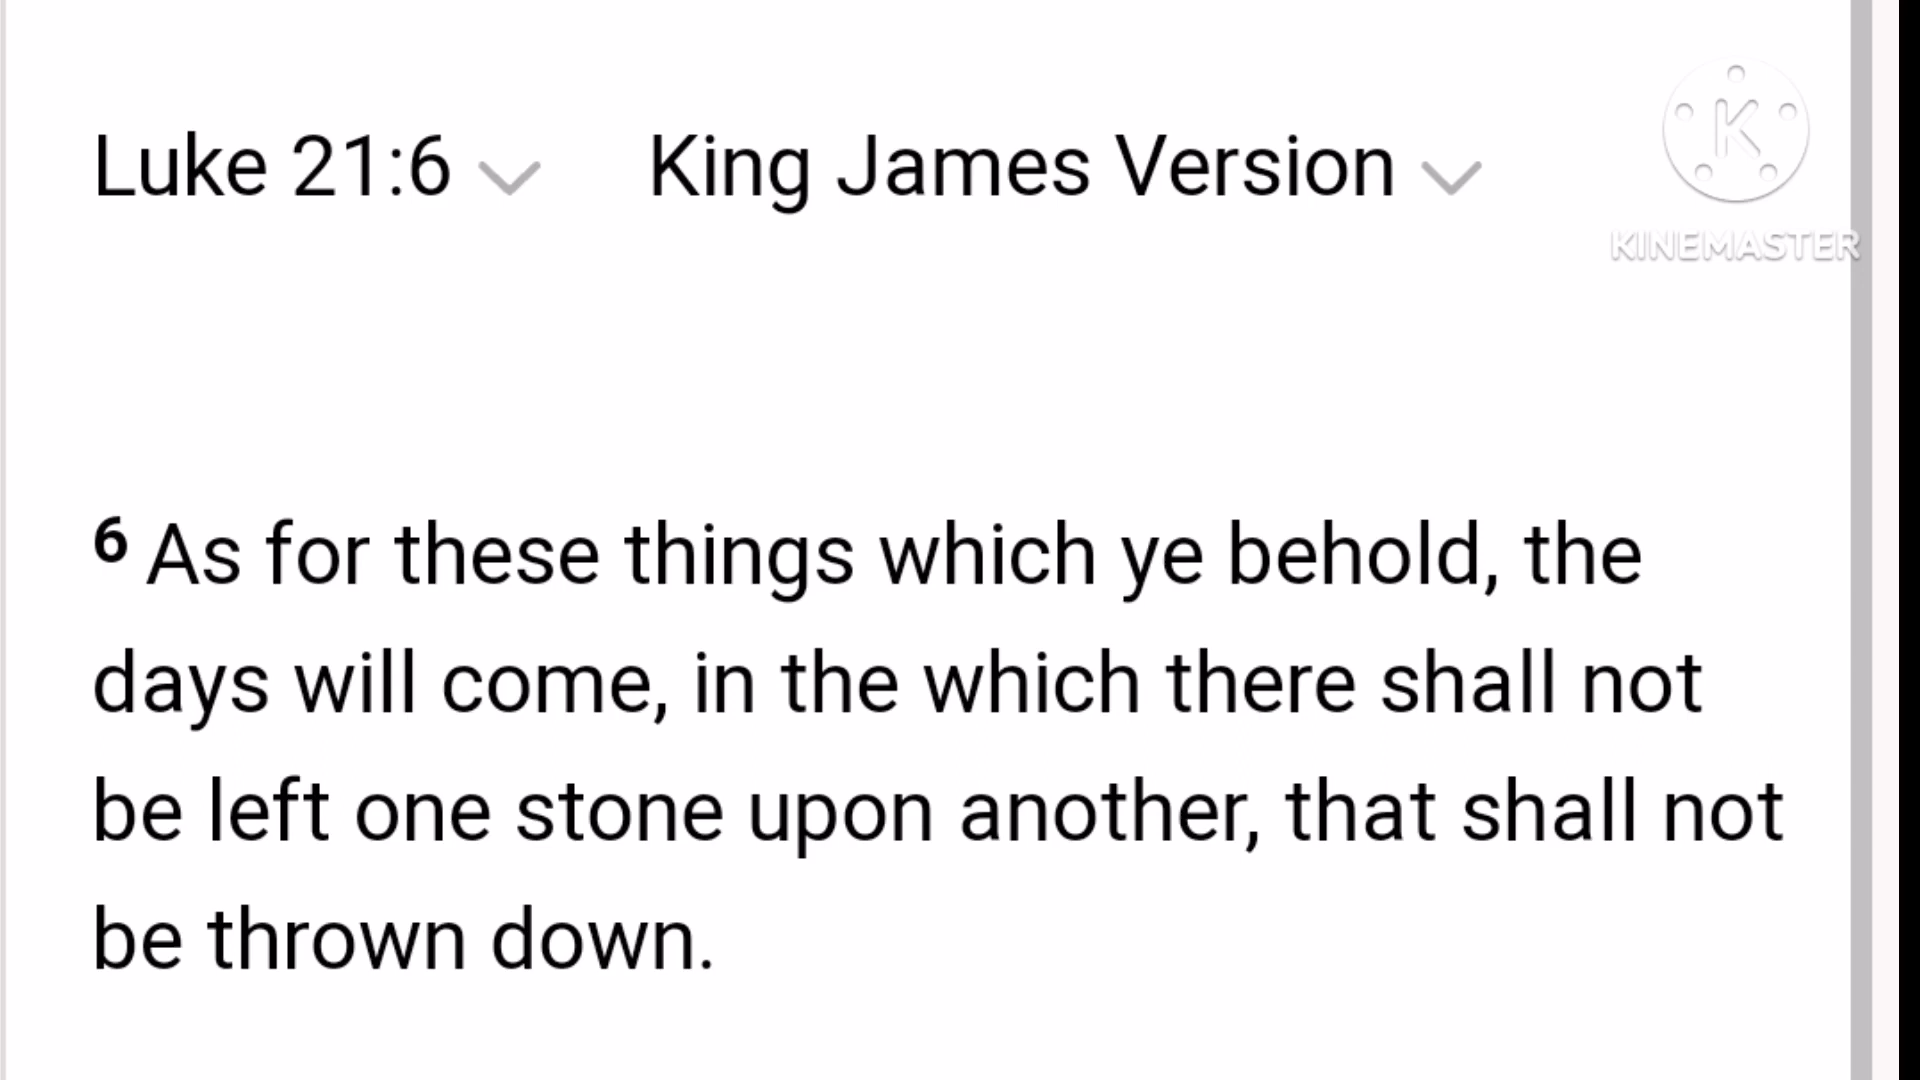 Luke 21:6 King James Version
K
KINEMASTER
6 As for these things which ye behold, the
days will come, in the which there shall not
be left one stone upon another, that shall not
be thrown down.